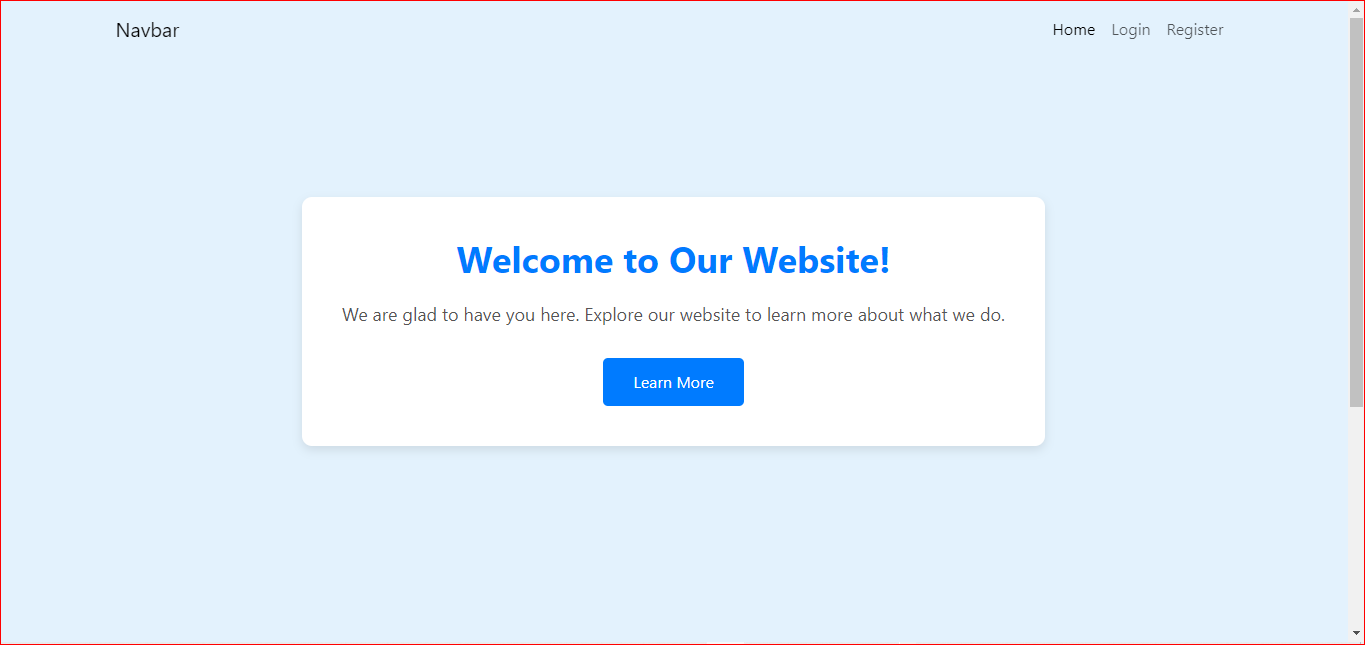 Navbar Home Login Register
Welcome to Our Website!
We are glad to have you here. Explore our website to learn more about what we do.
Learn More